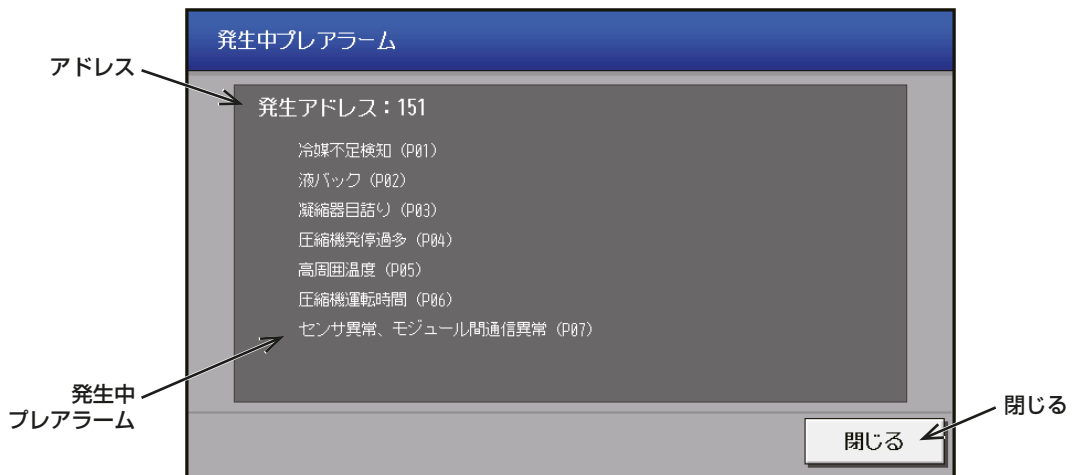 発生中プレアラーム
アドレス
発生アドレス：151
冷媒不足検知（P01）
液バック（P02）
凝縮器目詰り（P03）
圧縮機発停過多（P04）
高周囲温度（P05）
圧縮機運転時間（P06）
センサ異常、モジュール間通信異常（P07）
発生中
プレアラーム
閉じる
閉じる